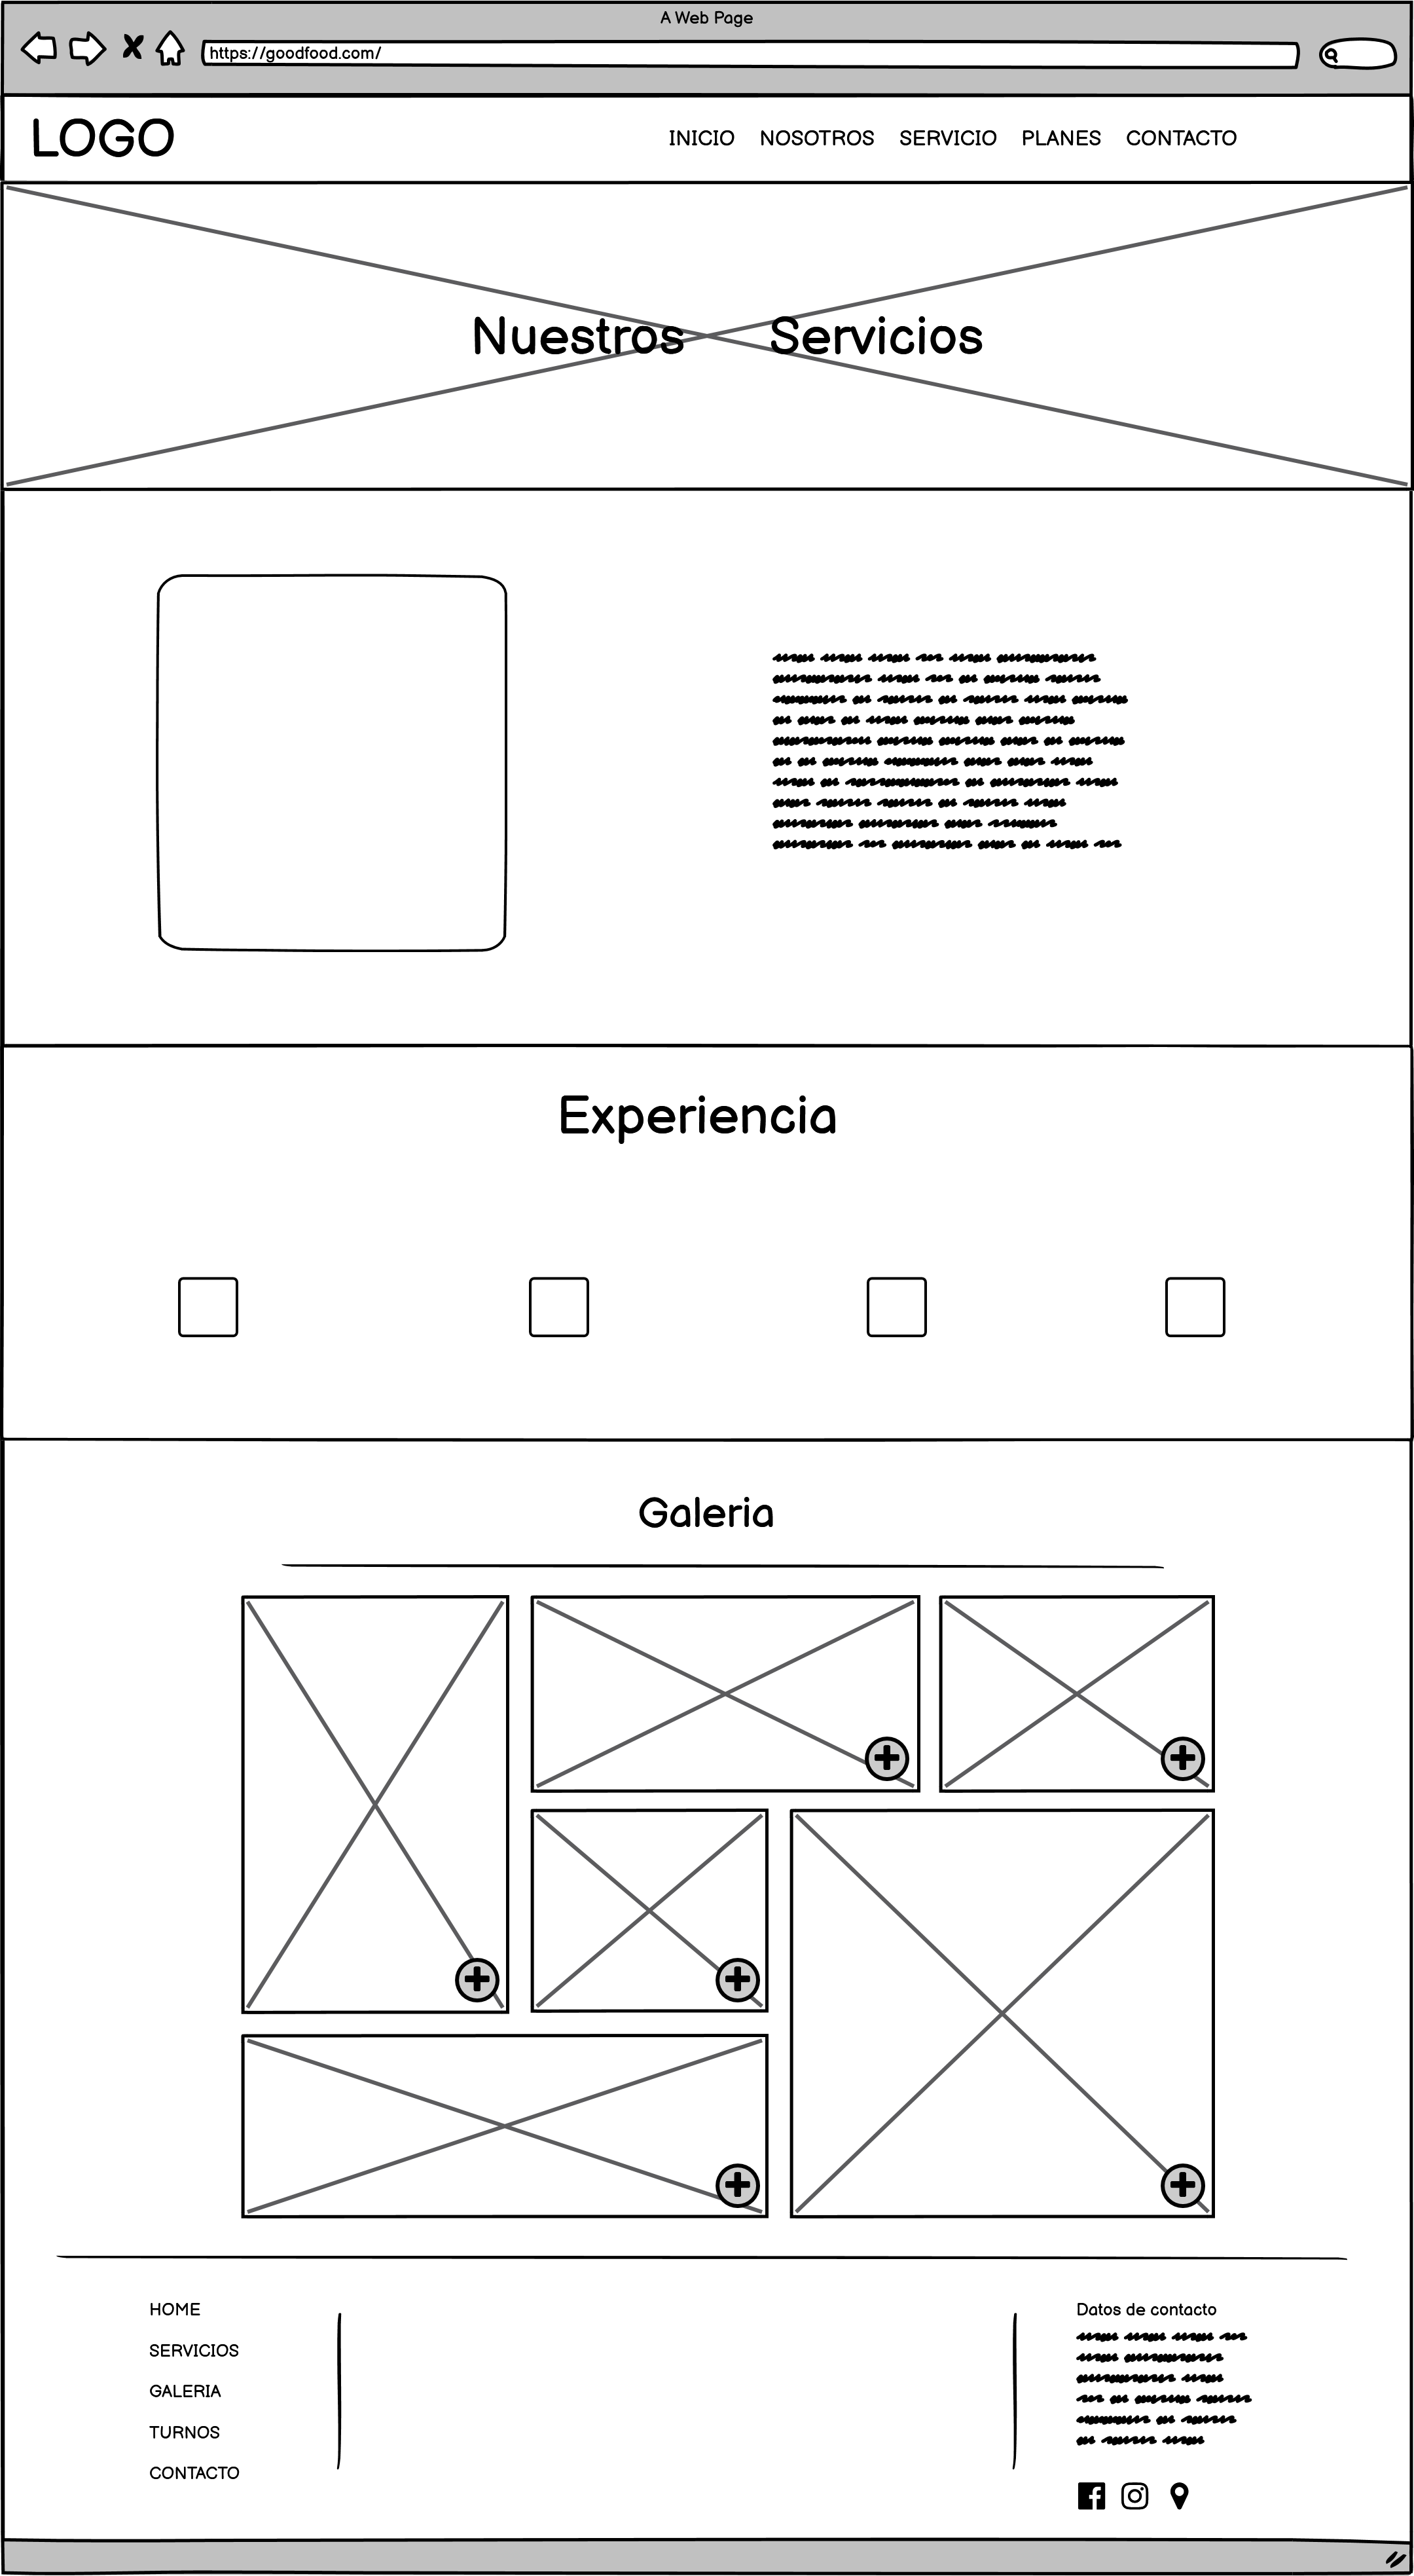 A Web Page
https://goodfood.com/
LOGO
INICIO NOSOTROS SERVICIO PLANES CONTACTO
Nuestros Servicios
Experiencia
Galeria
HOME
SERVICIOS
GALERIA
TURNOS
CONTACTO
Datos de contacto